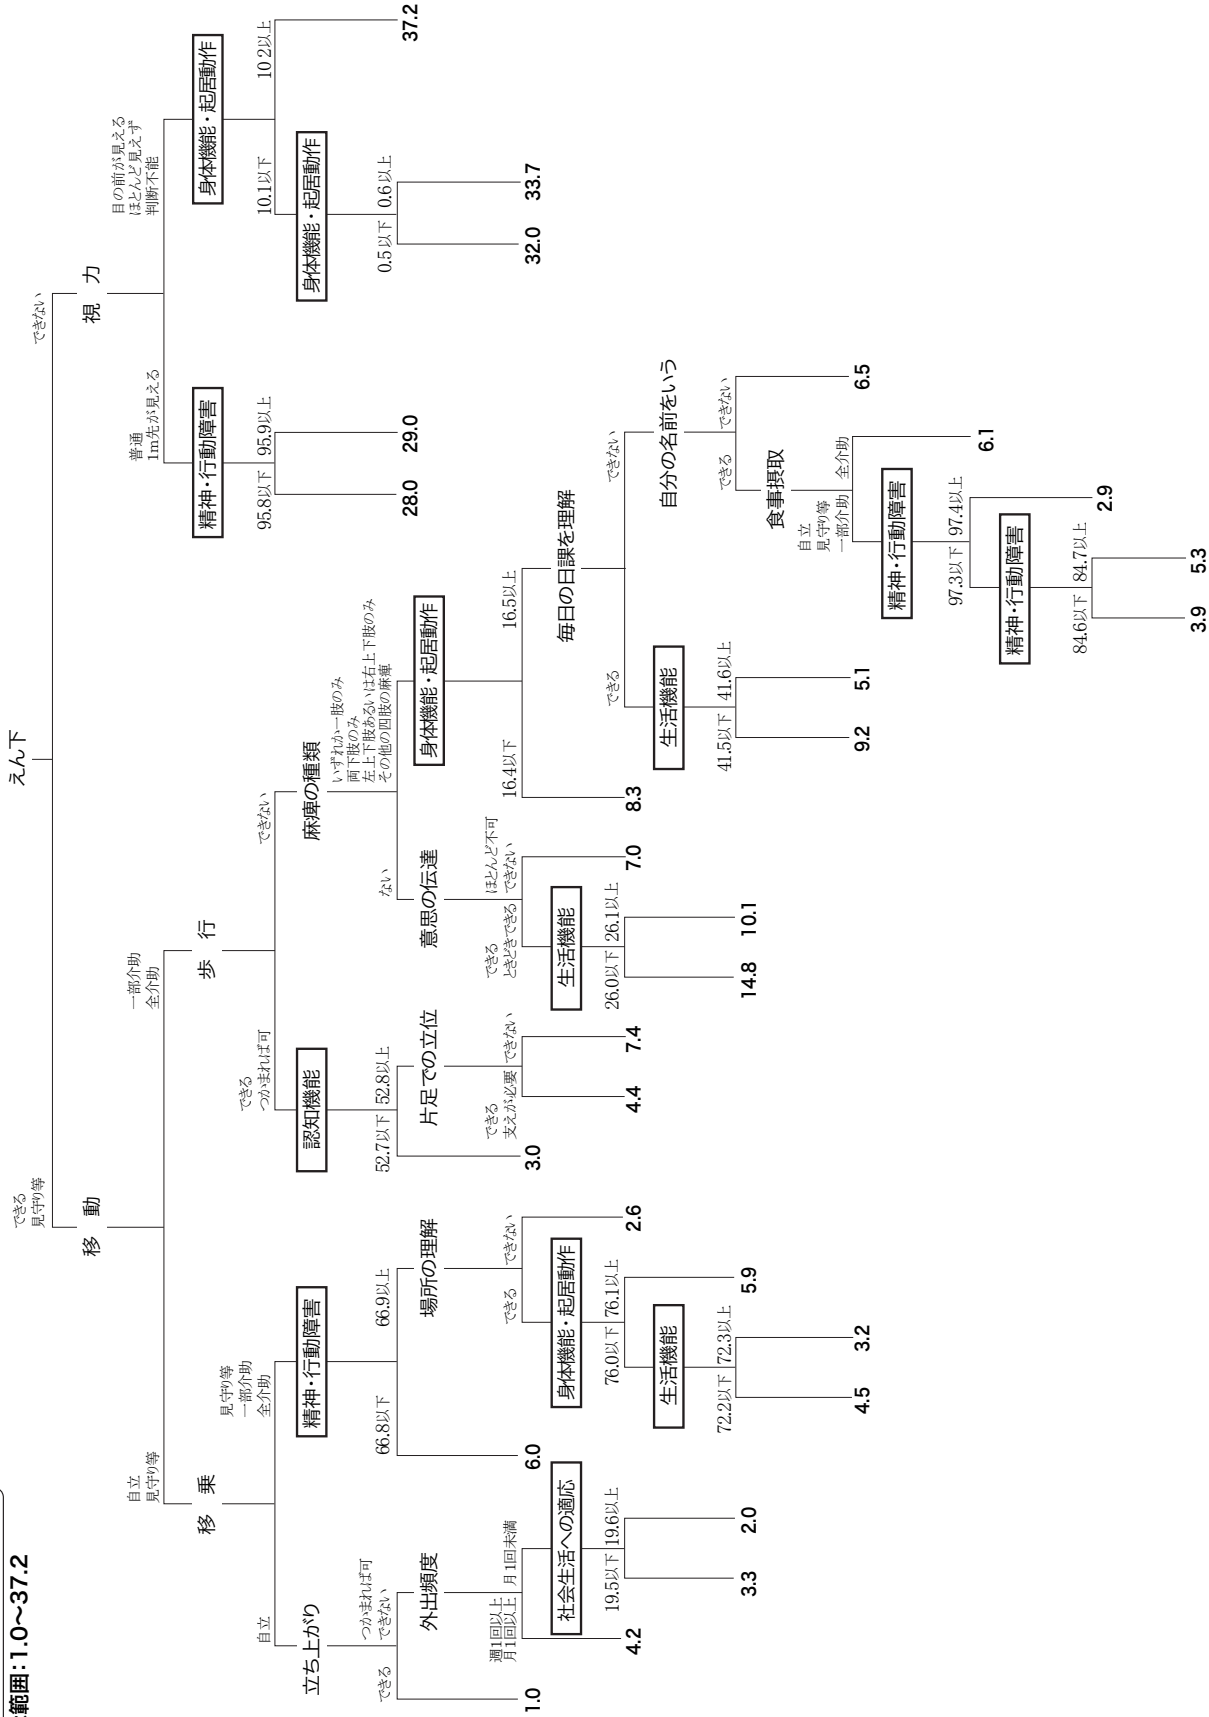 範囲:1.0〜37.2
えん下
できる
見守り等
できない
移動
自立
見守り等
一部介助
全介助
移乗
自立
見守り等
一部介助
全介助
立ち上がり
できる
つかまれば可
できない
1.0
外出頻度
週1回以上
月1回以上
月1回未満
4.2
社会生活への適応
19.5以下
19.6以上
3.3
2.0
精神・行動障害
66.8以下
66.9以上
6.0
場所の理解
できる
できない
2.6
身体機能・起居動作
76.0以下
76.1以上
5.9
生活機能
72.2以下
72.3以上
4.5
3.2
歩行
できる
つかまれば可
できない
認知機能
52.7以下
52.8以上
3.0
片足での立位
できる
支えが必要
できない
4.4
7.4
麻痺の種類
ない
いずれか一肢のみ
両下肢のみ
左上下肢あるいは右上下肢のみ
その他の四肢の麻痺
意思の伝達
できる
ときどきできる
ほとんど不可
できない
7.0
生活機能
26.0以下
26.1以上
14.8
10.1
身体機能・起居動作
16.4以下
16.5以上
8.3
毎日の日課を理解
できる
できない
生活機能
41.5以下
41.6以上
9.2
5.1
自分の名前をいう
できる
できない
6.5
食事摂取
自立
見守り等
一部介助
全介助
6.1
精神・行動障害
97.3以下
97.4以上
2.9
精神・行動障害
84.6以下
84.7以上
3.9
5.3
視力
普通
1m先が見える
目の前が見える
ほとんど見えず
判断不能
精神・行動障害
95.8以下
95.9以上
28.0
29.0
身体機能・起居動作
10.1以下
10 2以上
37.2
身体機能・起居動作
0.5以下
0.6以上
32.0
33.7